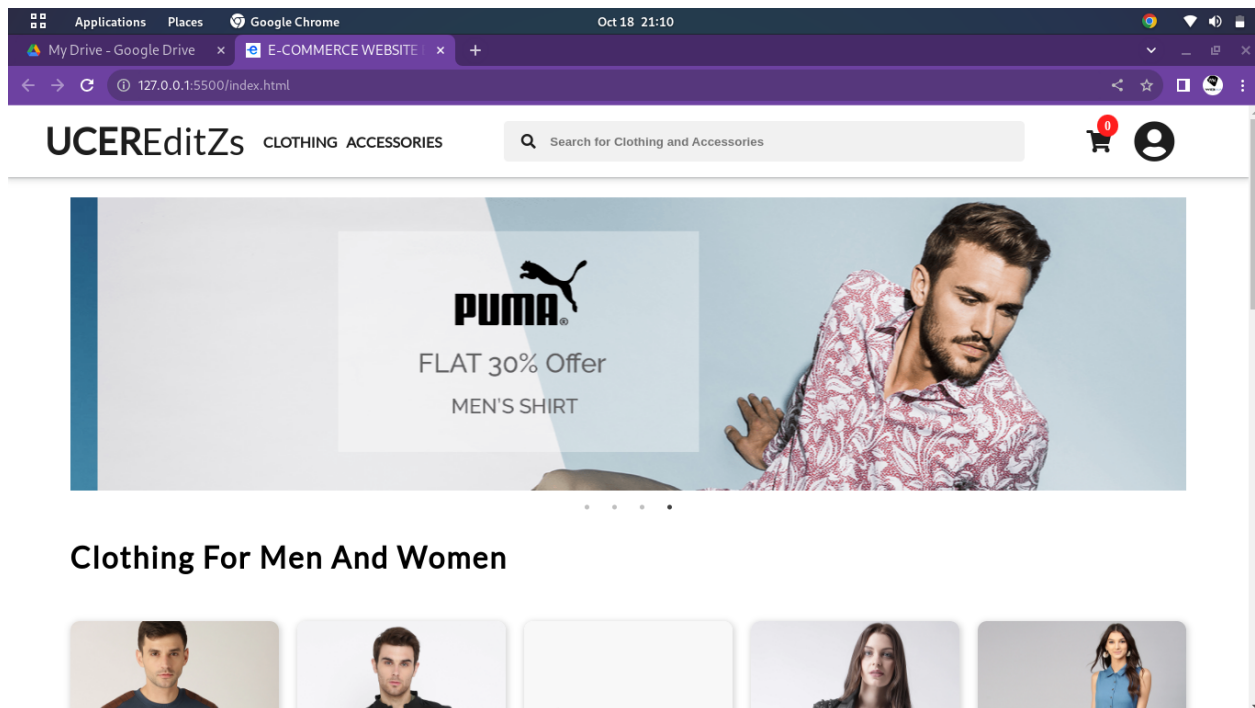 Applications Places Google Chrome Oct 18 21:10
My Drive - Google Drive × E-COMMERCE WEBSITE × +
127.0.0.1:5500/index.html
UCEREditZs CLOTHING ACCESSORIES Search for Clothing and Accessories 0
PUMA®
FLAT 30% Offer
MEN'S SHIRT
Clothing For Men And Women